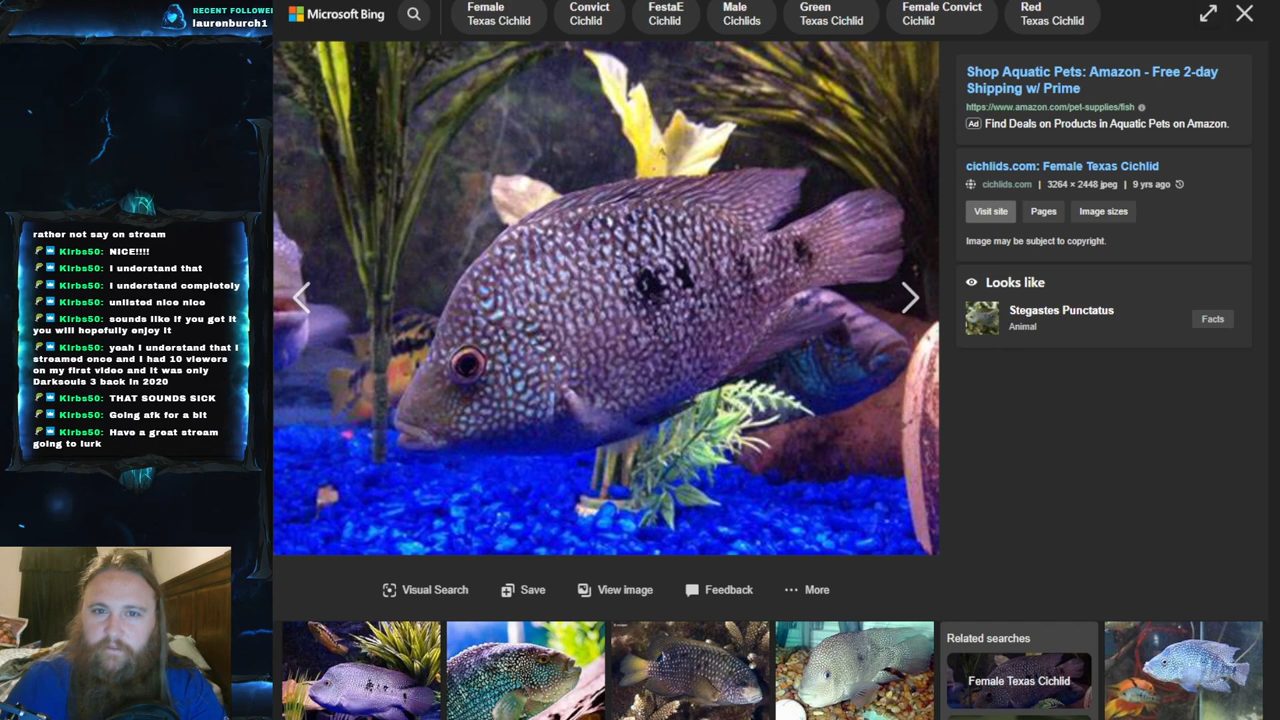 RECENT FOLLOWER
laurenburch1
rather not say on stream
Kirbs50: NICE!!!!
Kirbs50: I understand that
Kirbs50: I understand completely
Kirbs50: unlisted nice nice
Kirbs50: sounds like if you get it
you will hopefully enjoy it
Kirbs50: yeah I understand that I
streamed once and I had 10 viewers
on my first video and it was only
Darksouls 3 back in 2020
Kirbs50: THAT SOUNDS SICK
Kirbs50: Going afk for a bit
Kirbs50: Have a great stream
going to lurk
Microsoft Bing
Female
Texas Cichlid
Convict
Cichlid
FestaE
Cichlid
Male
Cichlids
Green
Texas Cichlid
Female Convict
Cichlid
Red
Texas Cichlid
Shop Aquatic Pets: Amazon - Free 2-day
Shipping w/ Prime
https://www.amazon.com/pet-supplies/fish
Ad Find Deals on Products in Aquatic Pets on Amazon.
cichlids.com: Female Texas Cichlid
cichlids.com | 3264 × 2448 jpeg | 9 yrs ago
Visit site Pages Image sizes
Image may be subject to copyright.
Looks like
Stegastes Punctatus
Animal
Facts
Visual Search Save View image Feedback ... More
Related searches
Female Texas Cichlid